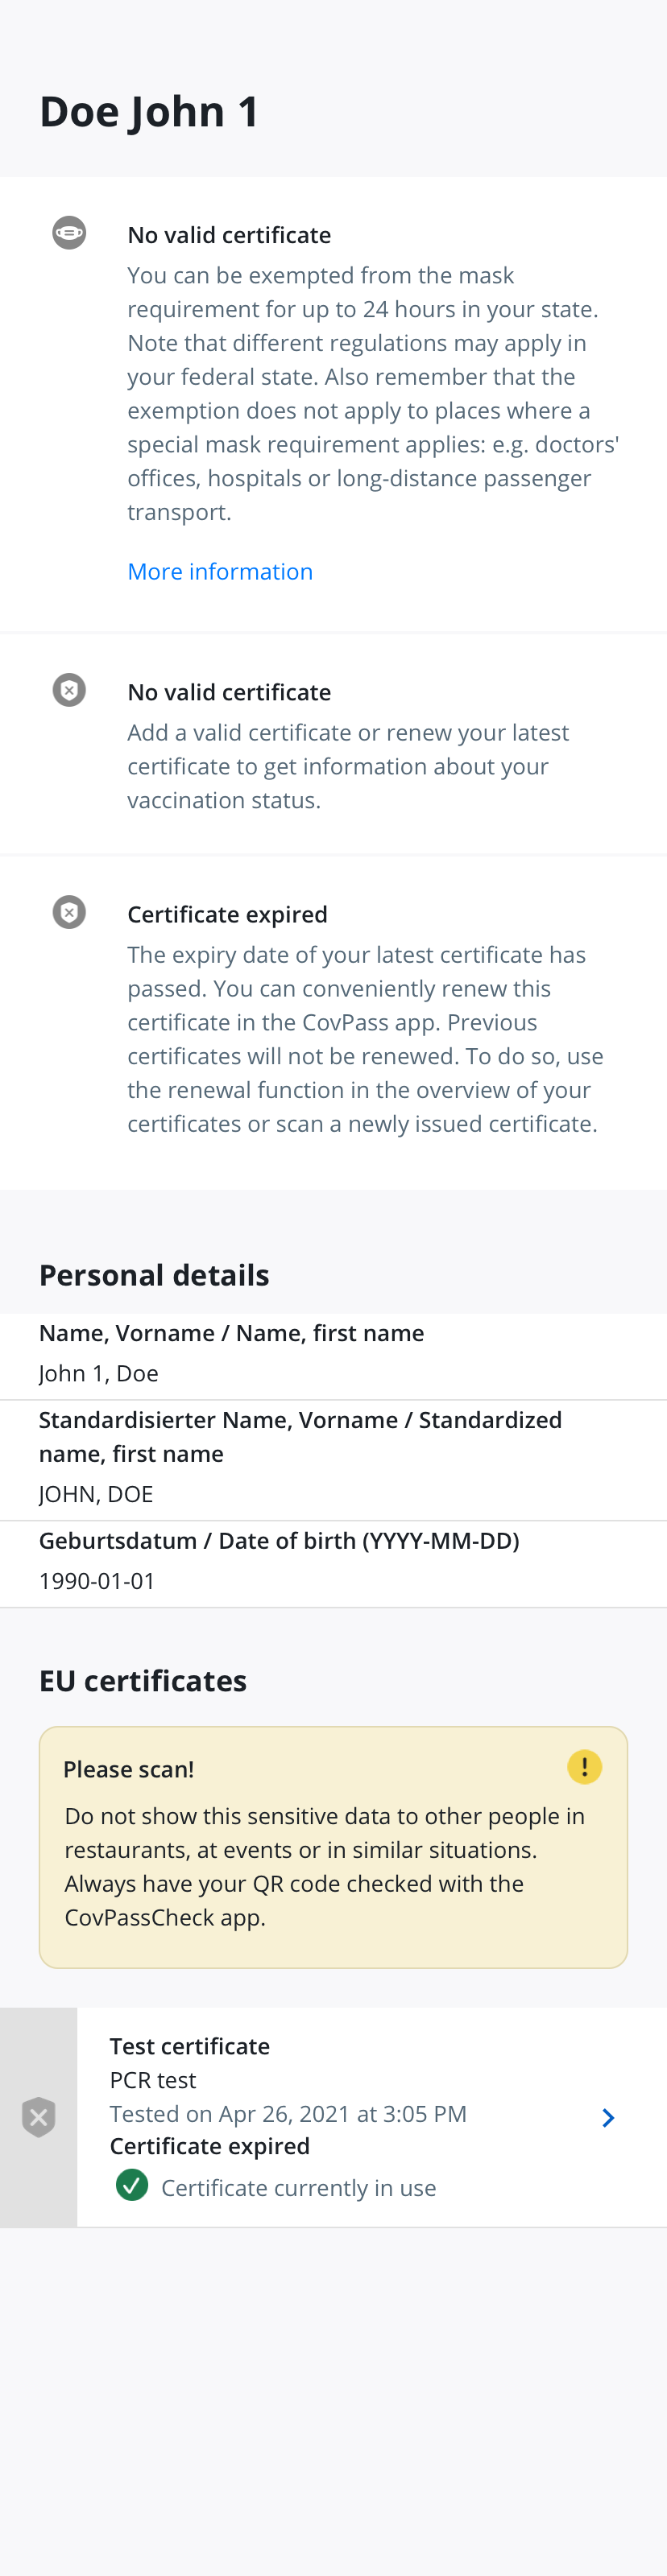 Doe John 1
No valid certificate
You can be exempted from the mask
requirement for up to 24 hours in your state.
Note that different regulations may apply in
your federal state. Also remember that the
exemption does not apply to places where a
special mask requirement applies: e.g. doctors'
offices, hospitals or long-distance passenger
transport.
More information
No valid certificate
Add a valid certificate or renew your latest
certificate to get information about your
vaccination status.
Certificate expired
The expiry date of your latest certificate has
passed. You can conveniently renew this
certificate in the CovPass app. Previous
certificates will not be renewed. To do so, use
the renewal function in the overview of your
certificates or scan a newly issued certificate.
Personal details
Name, Vorname / Name, first name
John 1, Doe
Standardisierter Name, Vorname / Standardized
name, first name
JOHN, DOE
Geburtsdatum / Date of birth (YYYY-MM-DD)
1990-01-01
EU certificates
Please scan!
Do not show this sensitive data to other people in
restaurants, at events or in similar situations.
Always have your QR code checked with the
CovPassCheck app.
Test certificate
PCR test
Tested on Apr 26, 2021 at 3:05 PM
Certificate expired
Certificate currently in use